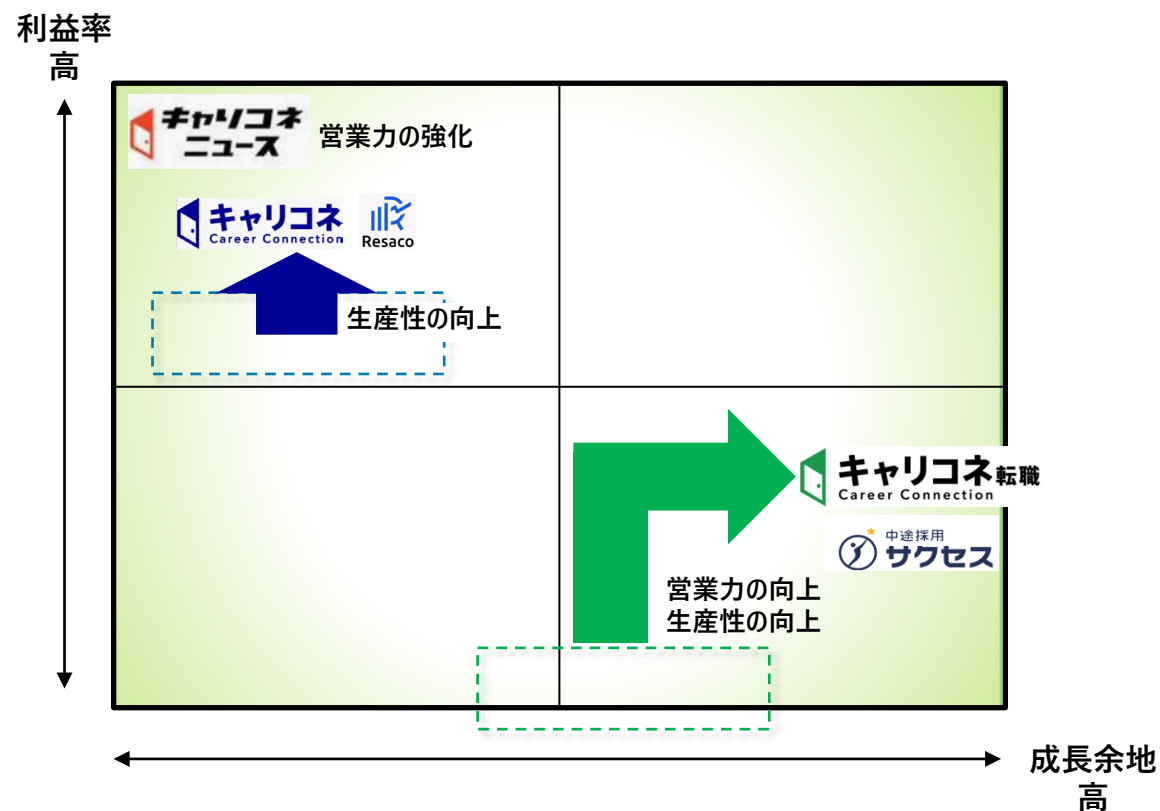 利益率
高
キャリコネ
ニュース
営業力の強化
キャリコネ
Career Connection
Resaco
生産性の向上
キャリコネ転職
Career Connection
中途採用
サクセス
営業力の向上
生産性の向上
成長余地
高